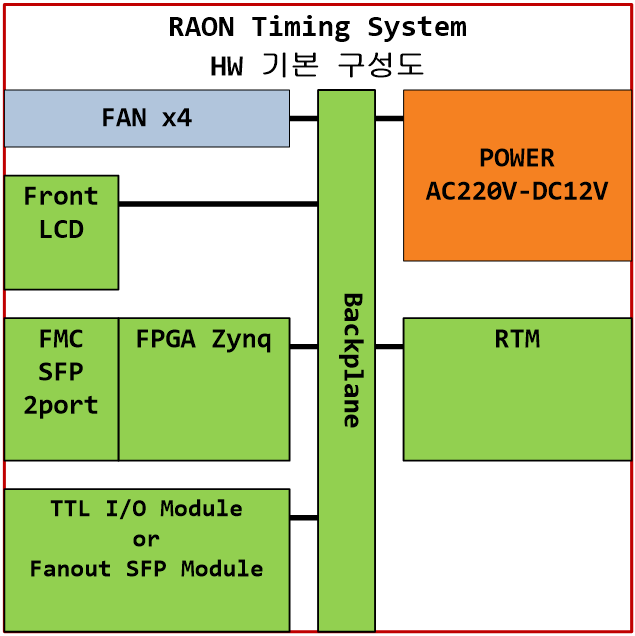 RAON Timing System
HW 기본 구성도
FAN x4
POWER
AC220V-DC12V
Front
LCD
Backplane
FMC
SFP
2port
FPGA Zynq
RTM
TTL I/O Module
or
Fanout SFP Module